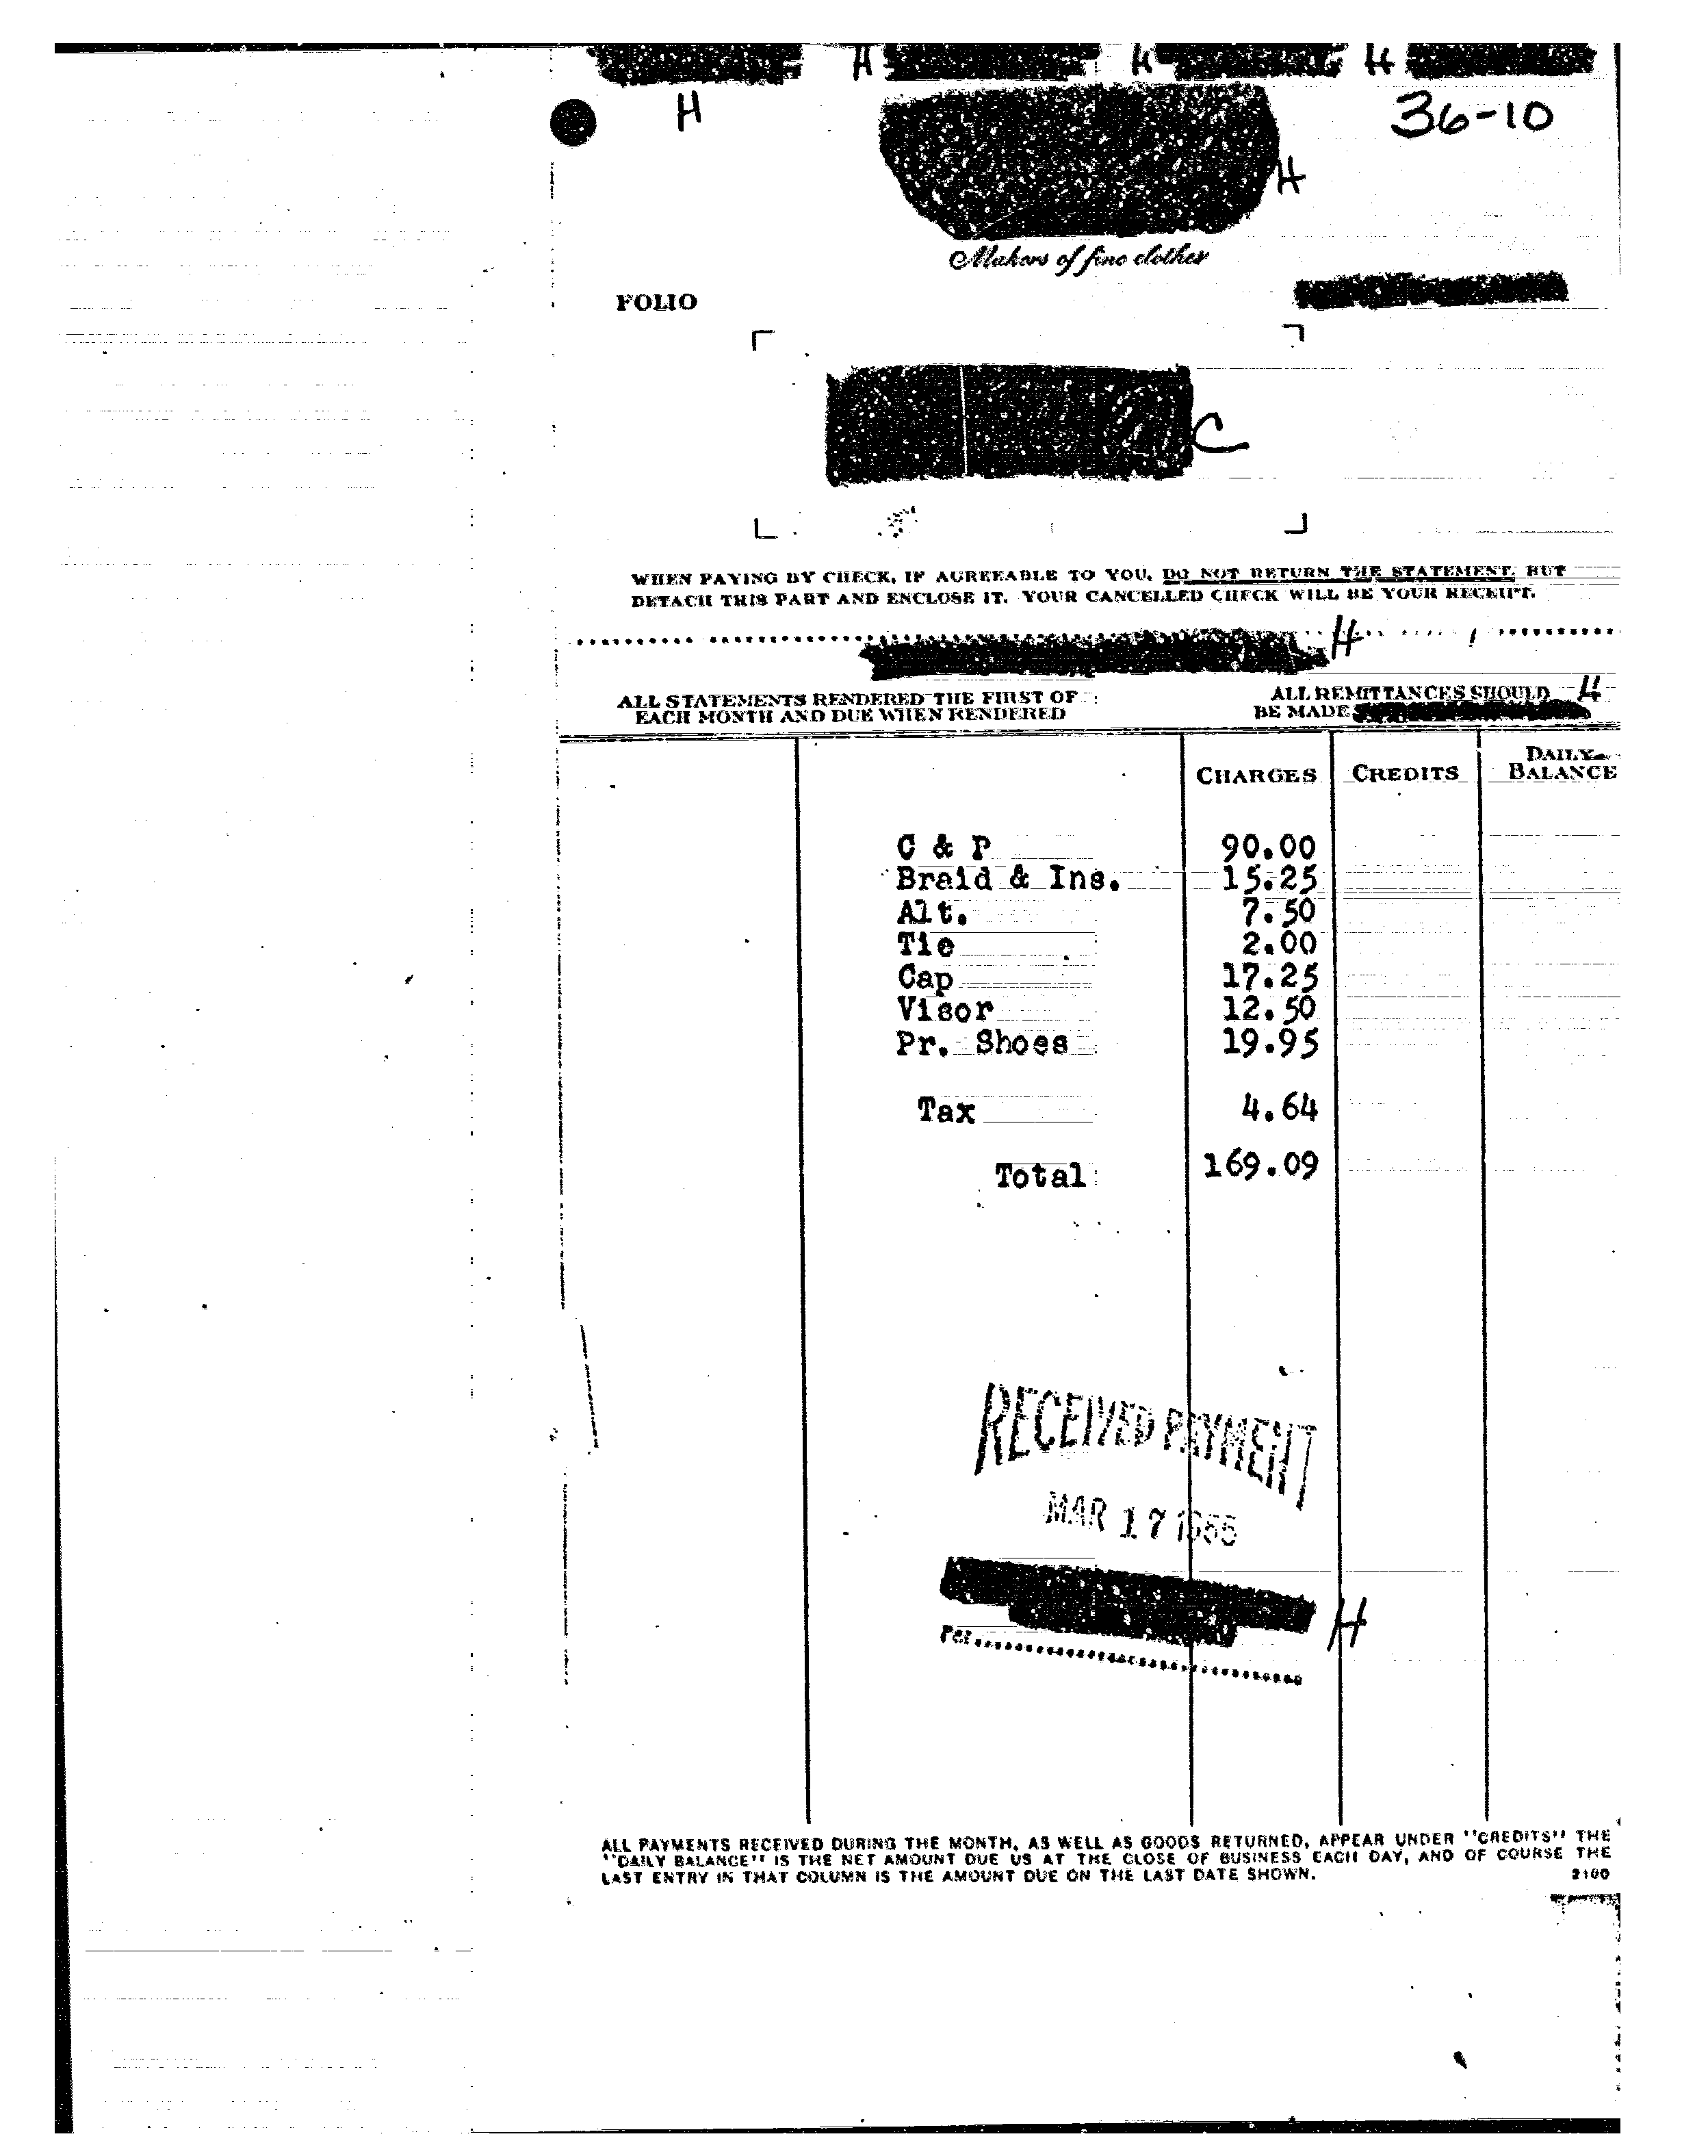 H H H
H 36-10
H
Makers of fine clothes
FOLIO
C
WHEN PAYING BY CHECK, IF AGREEABLE TO YOU, DO NOT RETURN THE STATEMENT, BUT
DETACH THIS PART AND ENCLOSE IT. YOUR CANCELLED CHECK WILL BE YOUR RECEIPT.
H
ALL STATEMENTS RENDERED THE FIRST OF
EACH MONTH AND DUE WHEN RENDERED
ALL REMITTANCES SHOULD H
BE MADE
CHARGES CREDITS DAILY BALANCE
C & P 90.00
Braid & Ins. 15.25
Alt. 7.50
Tie 2.00
Cap 17.25
Visor 12.50
Pr. Shoes 19.95
Tax 4.64
Total 169.09
RECEIVED PAYMENT
MAR 17
H
Per
ALL PAYMENTS RECEIVED DURING THE MONTH, AS WELL AS GOODS RETURNED, APPEAR UNDER "CREDITS" THE
"DAILY BALANCE" IS THE NET AMOUNT DUE US AT THE CLOSE OF BUSINESS EACH DAY, AND OF COURSE THE
LAST ENTRY IN THAT COLUMN IS THE AMOUNT DUE ON THE LAST DATE SHOWN. 2100